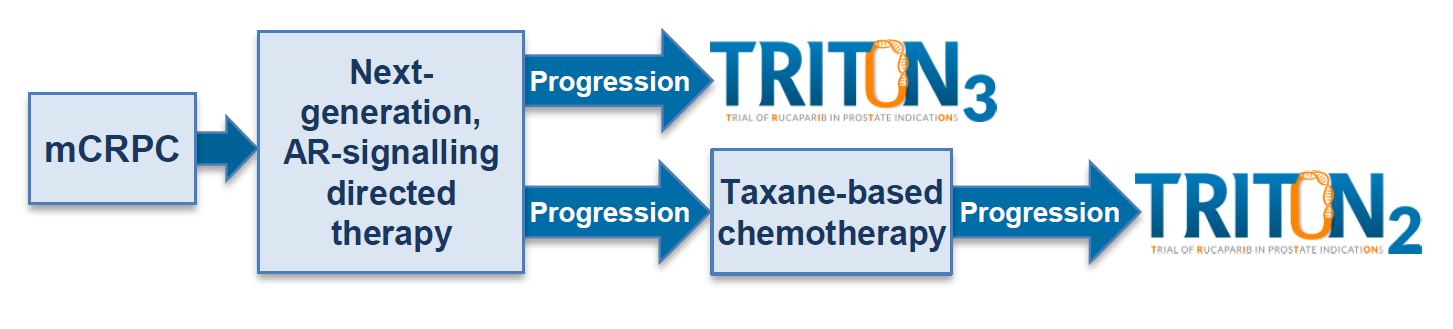 mCRPC
Next-
generation,
AR-signalling
directed
therapy
Progression
TRITON3
TRIAL OF RUCAPARIB IN PROSTATE INDICATIONS
Progression
Taxane-based
chemotherapy
Progression
TRITON2
TRIAL OF RUCAPARIB IN PROSTATE INDICATIONS